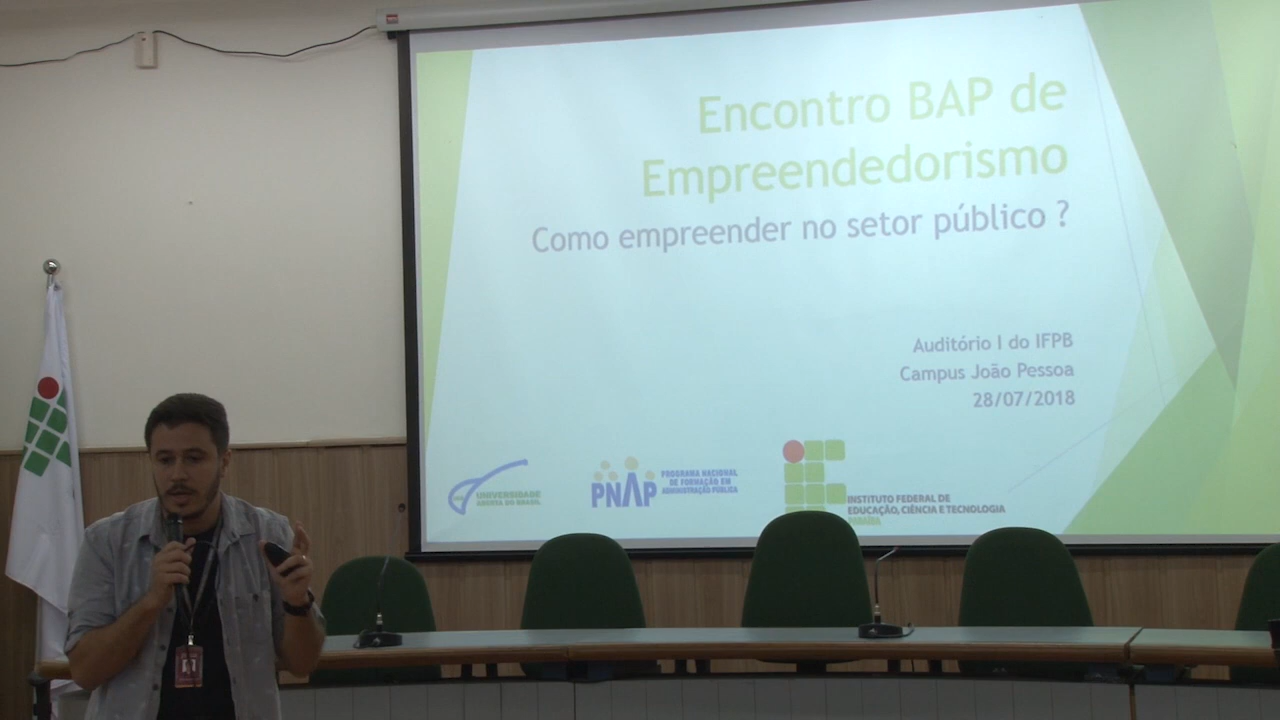 Encontro BAP de
Empreendedorismo
Como empreender no setor público ?
Auditório I do IFPB
Campus João Pessoa
28/07/2018
UNIVERSIDADE
ABERTA DO BRASIL
PNAP
PROGRAMA NACIONAL
DE FORMAÇÃO EM
ADMINISTRAÇÃO PÚBLICA
INSTITUTO FEDERAL DE
EDUCAÇÃO, CIÊNCIA E TECNOLOGIA